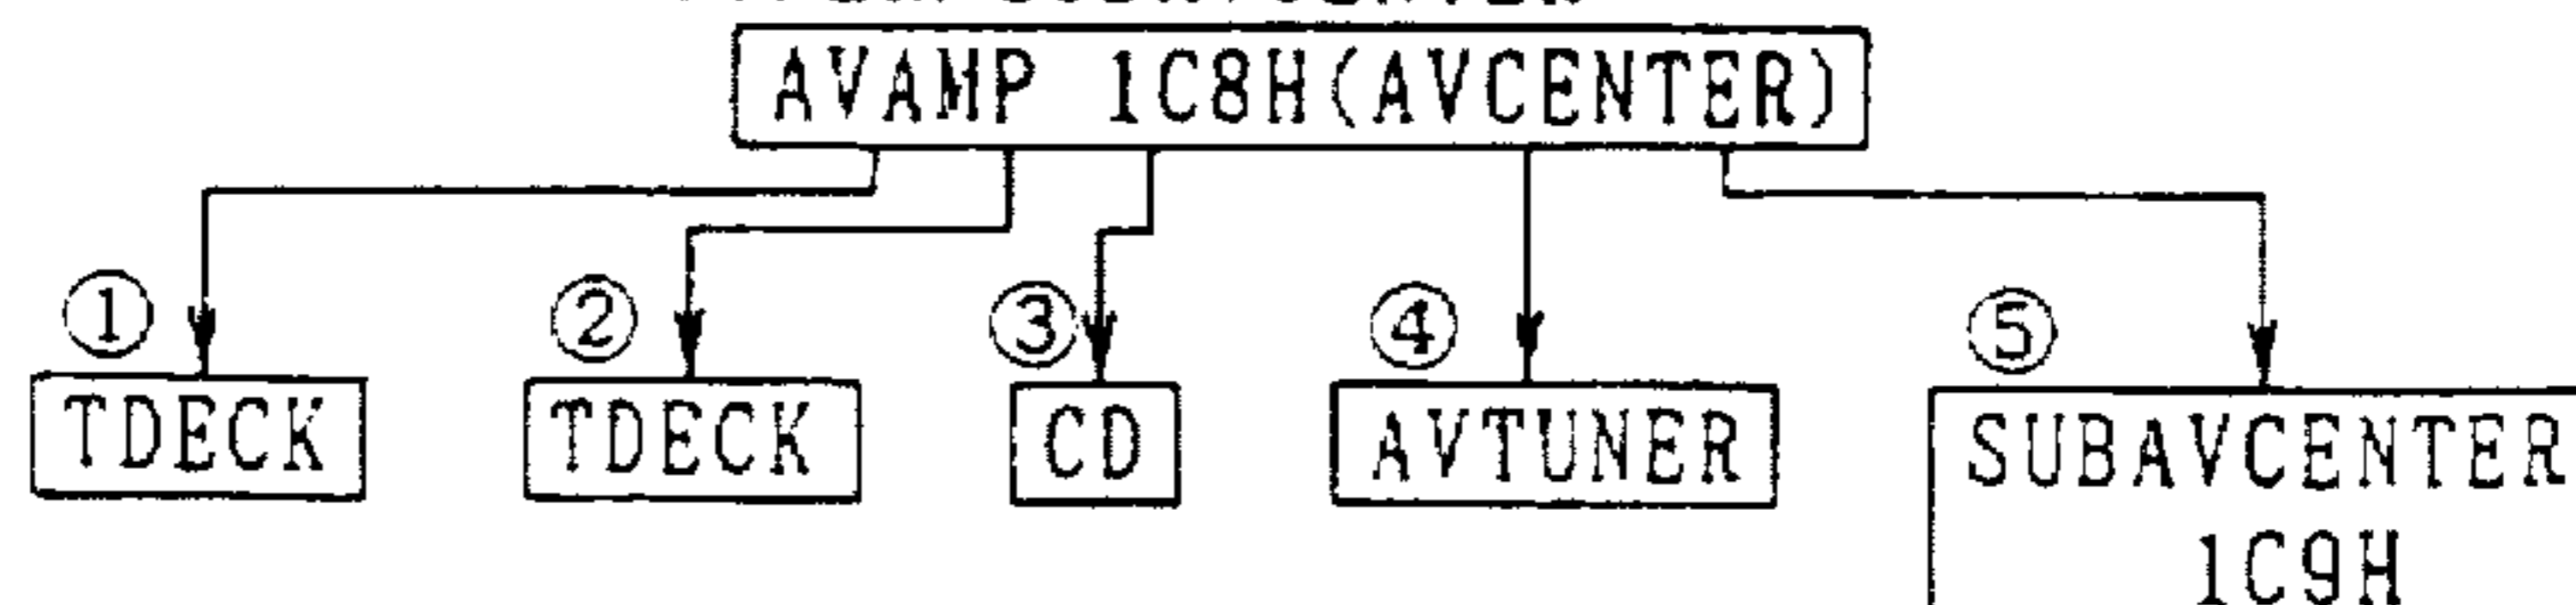 AVAMP 1C8H(AVCENTER)
① ② ③ ④ ⑤
TDECK TDECK CD AVTUNER SUBAVCENTER
1C9H